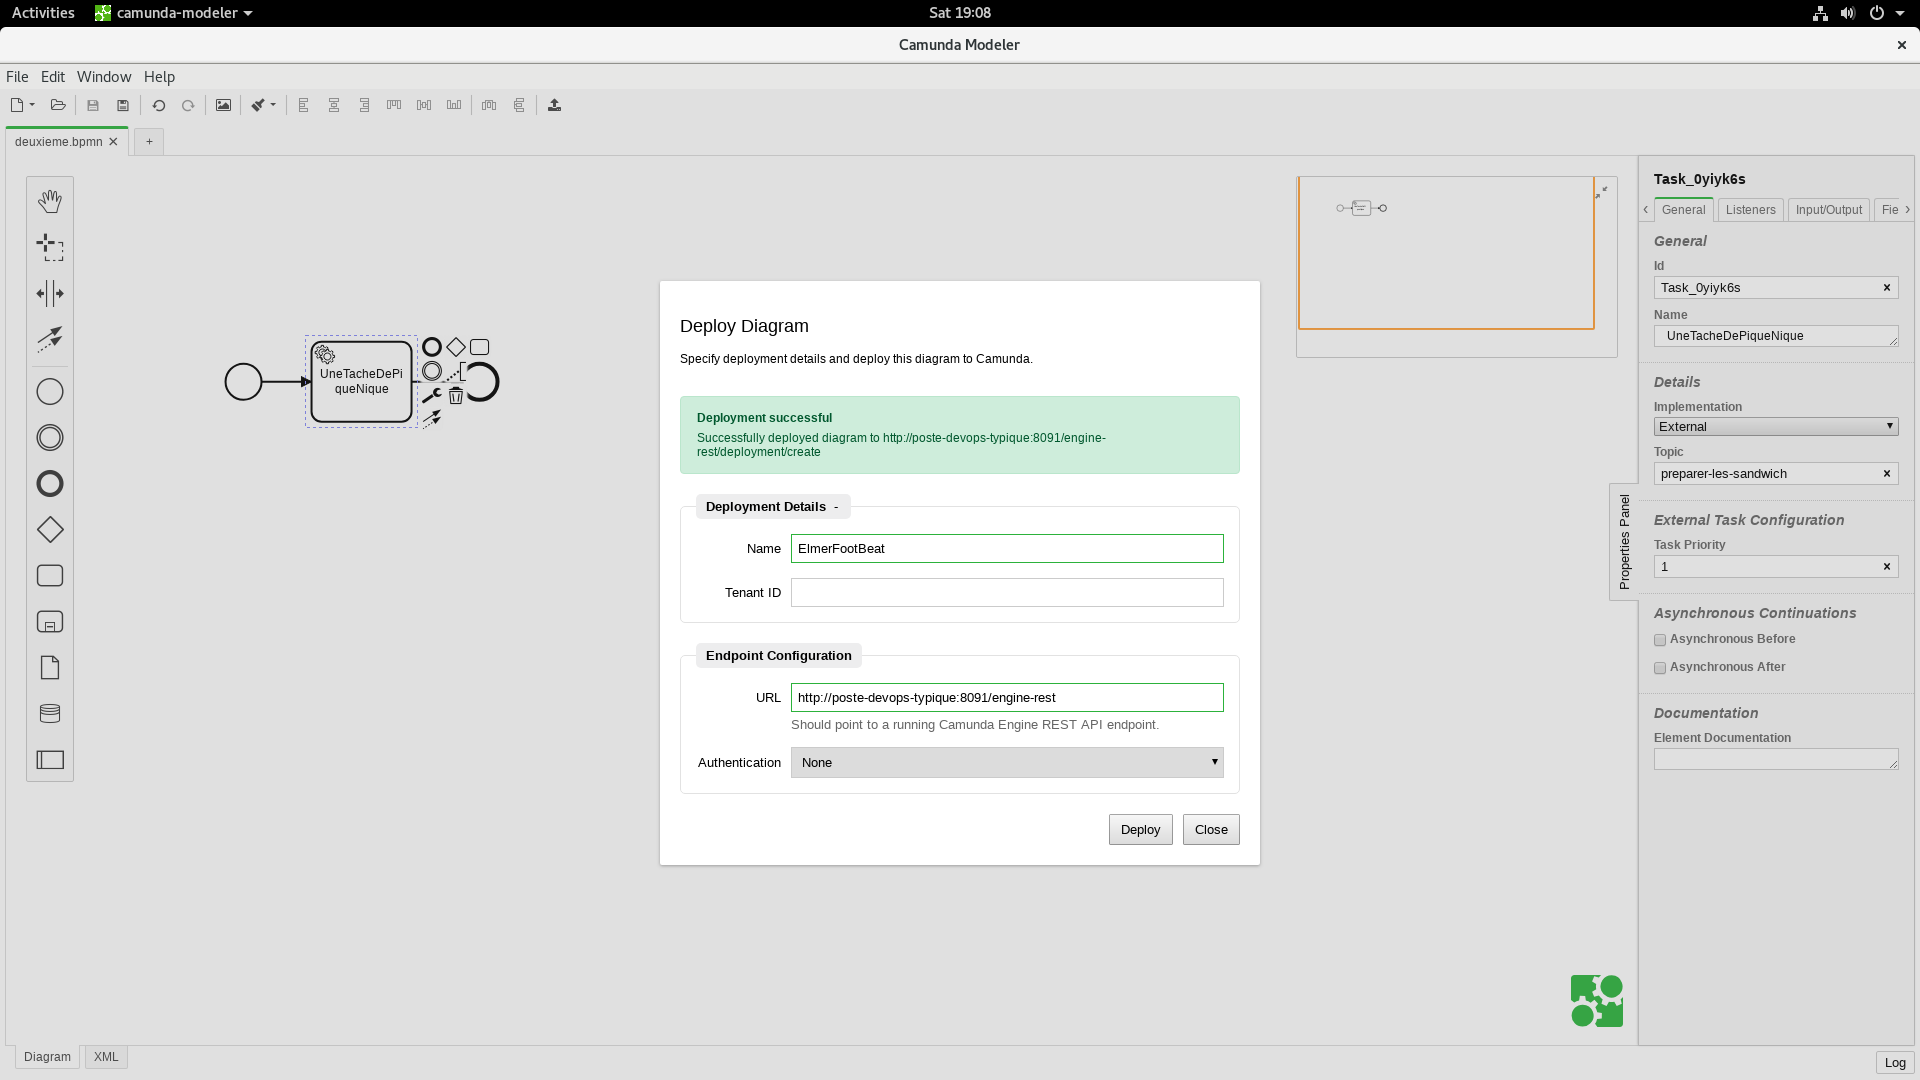 Activities camunda-modeler Sat 19:08
Camunda Modeler
File Edit Window Help
deuxieme.bpmn +
UneTacheDePi
queNique
Deploy Diagram
Specify deployment details and deploy this diagram to Camunda.
Deployment successful
Successfully deployed diagram to http://poste-devops-typique:8091/engine-
rest/deployment/create
Deployment Details -
Name ElmerFootBeat
Tenant ID
Endpoint Configuration
URL http://poste-devops-typique:8091/engine-rest
Should point to a running Camunda Engine REST API endpoint.
Authentication None
Deploy Close
Properties Panel
Task_0yiyk6s
General Listeners Input/Output Fie
General
Id
Task_0yiyk6s
Name
UneTacheDePiqueNique
Details
Implementation
External
Topic
preparer-les-sandwich
External Task Configuration
Task Priority
1
Asynchronous Continuations
Asynchronous Before
Asynchronous After
Documentation
Element Documentation
Diagram XML
Log